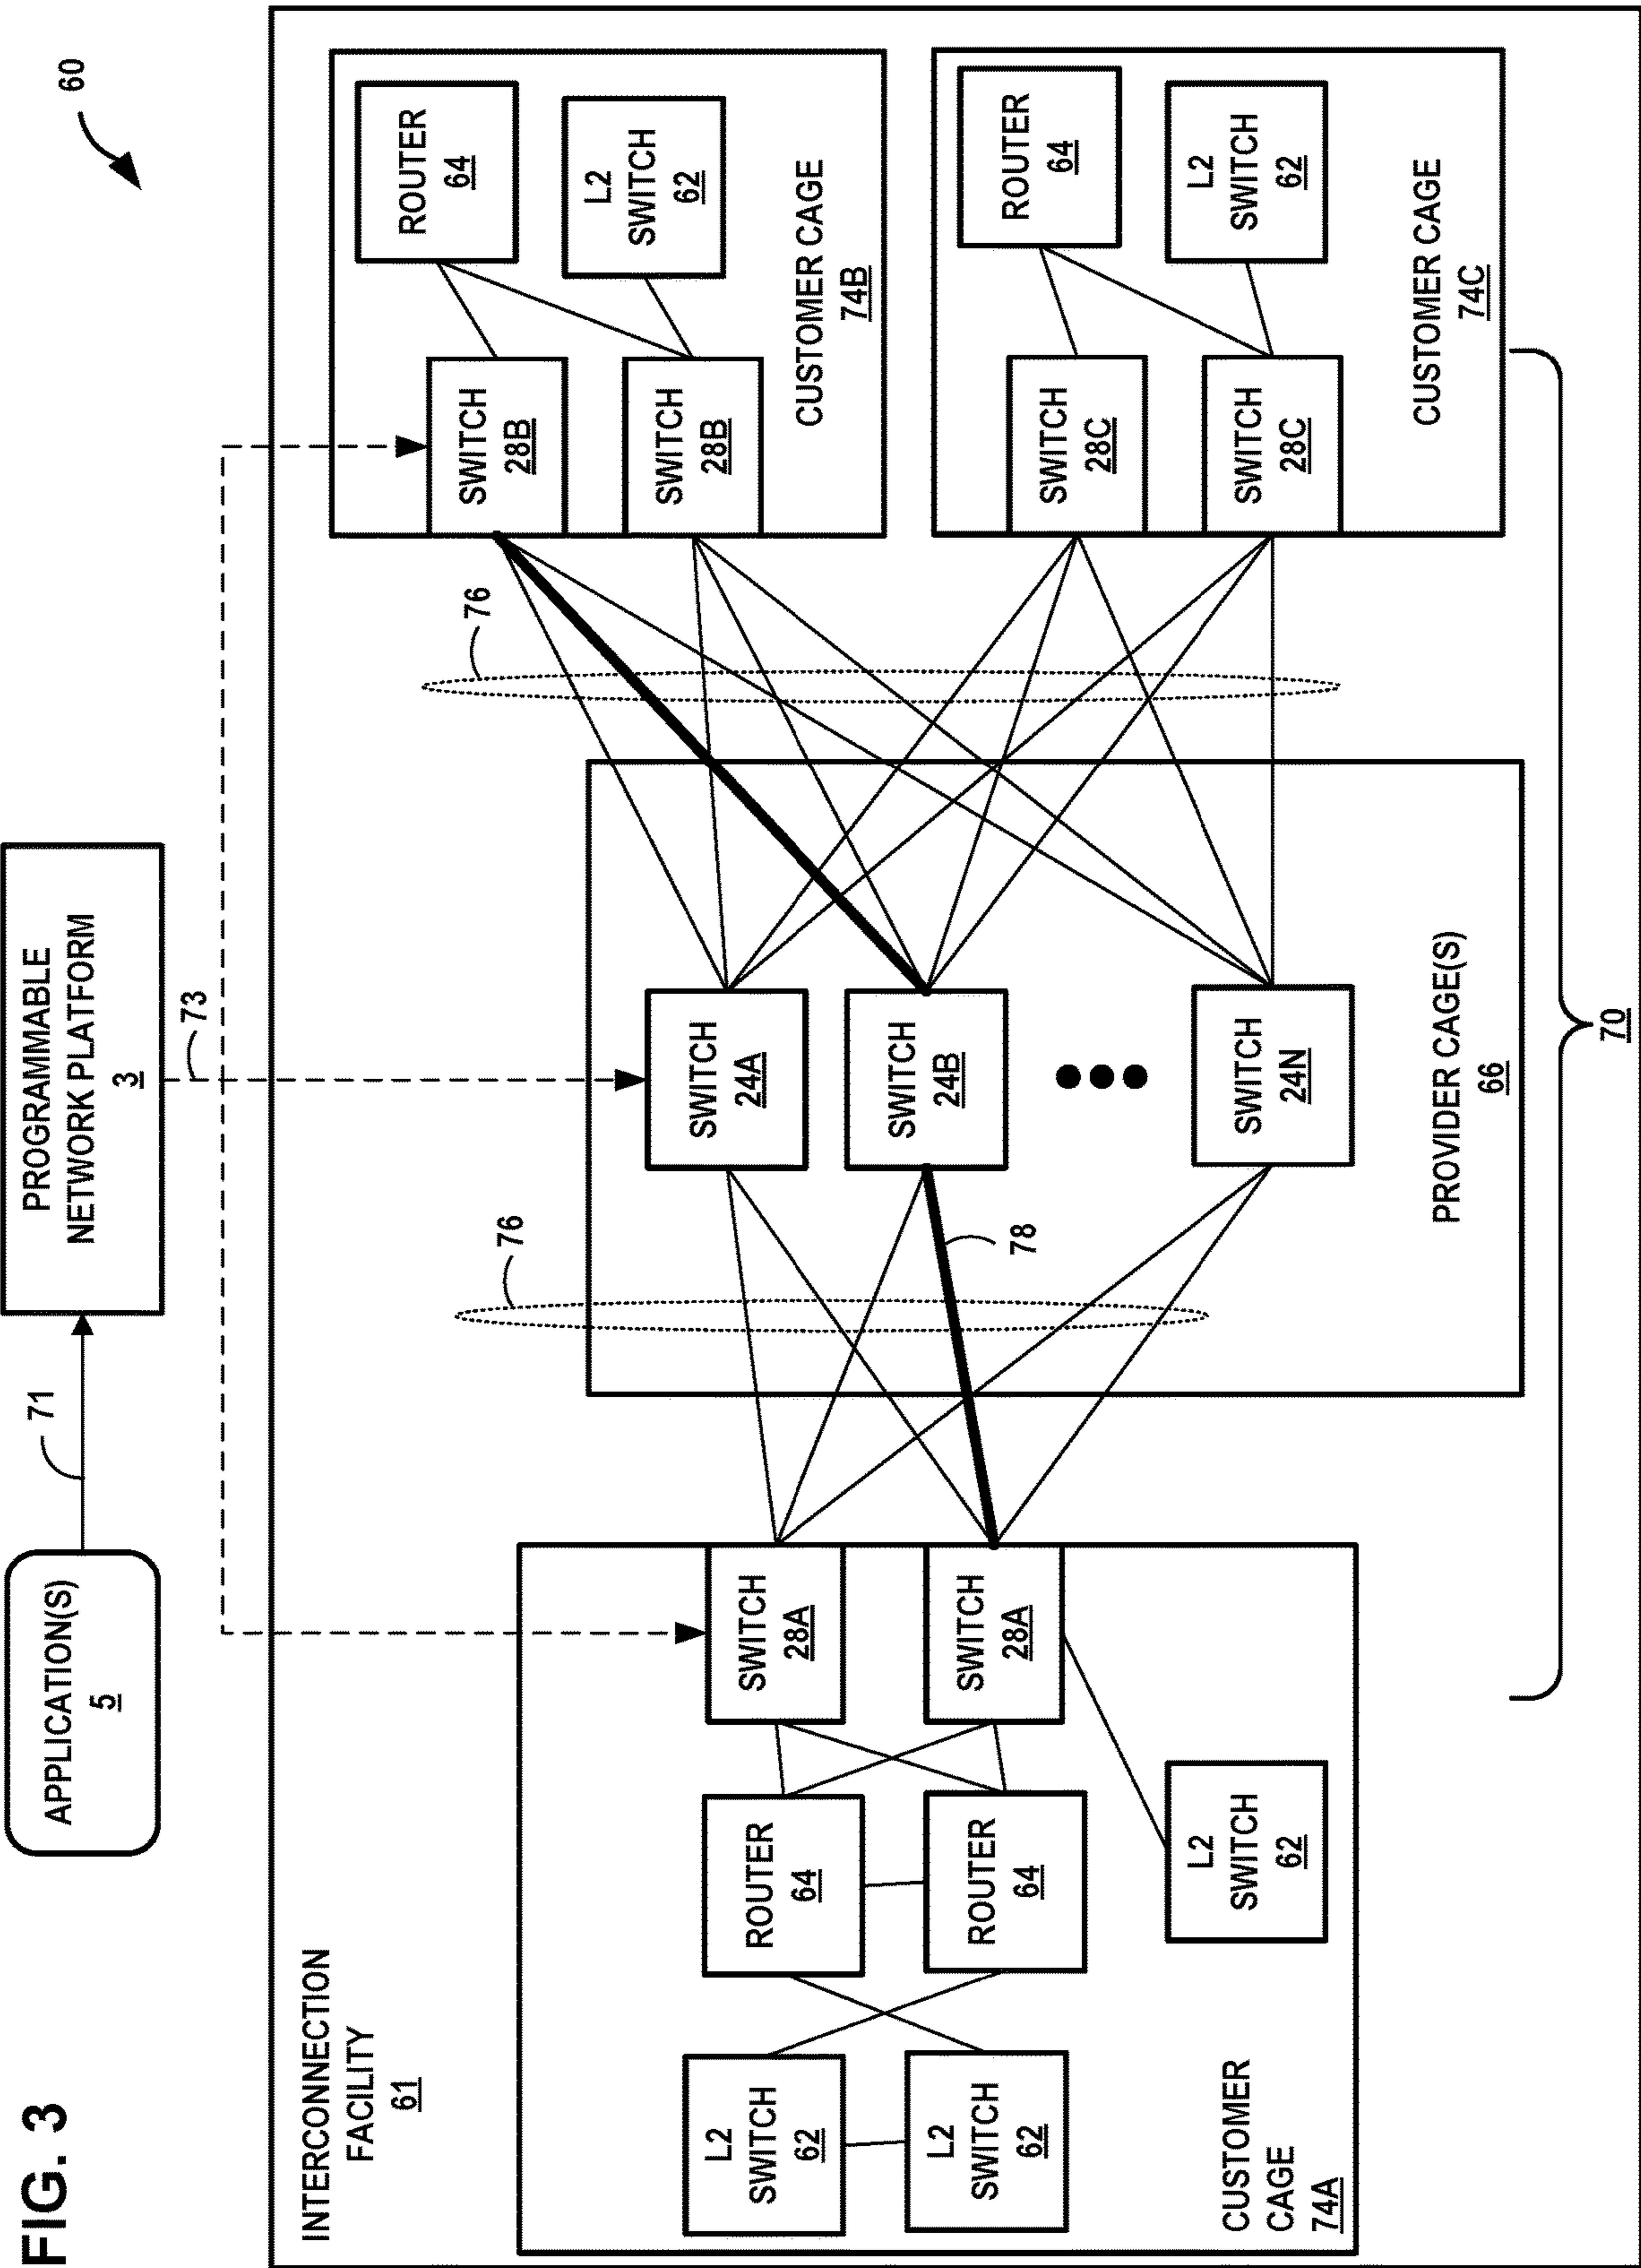 FIG. 3
60
APPLICATION(S)
5
71
PROGRAMMABLE
NETWORK PLATFORM
3
73
INTERCONNECTION
FACILITY
61
L2
SWITCH
62
L2
SWITCH
62
ROUTER
64
ROUTER
64
L2
SWITCH
62
SWITCH
28A
SWITCH
28A
CUSTOMER
CAGE
74A
76
78
SWITCH
24A
SWITCH
24B
SWITCH
24N
PROVIDER CAGE(S)
66
76
SWITCH
28B
SWITCH
28B
ROUTER
64
L2
SWITCH
62
CUSTOMER CAGE
74B
SWITCH
28C
SWITCH
28C
ROUTER
64
L2
SWITCH
62
CUSTOMER CAGE
74C
70